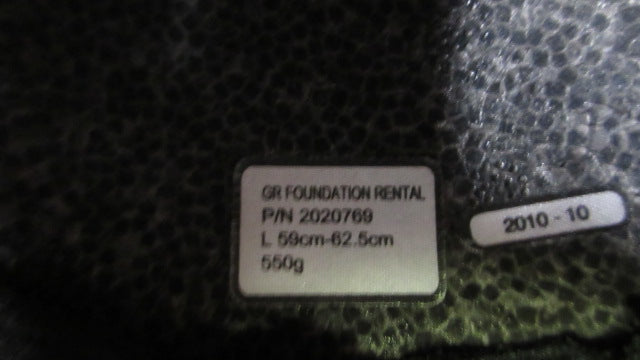 GR FOUNDATION RENTAL
P/N 2020769
L 59cm-62.5cm
550g
2010 - 10